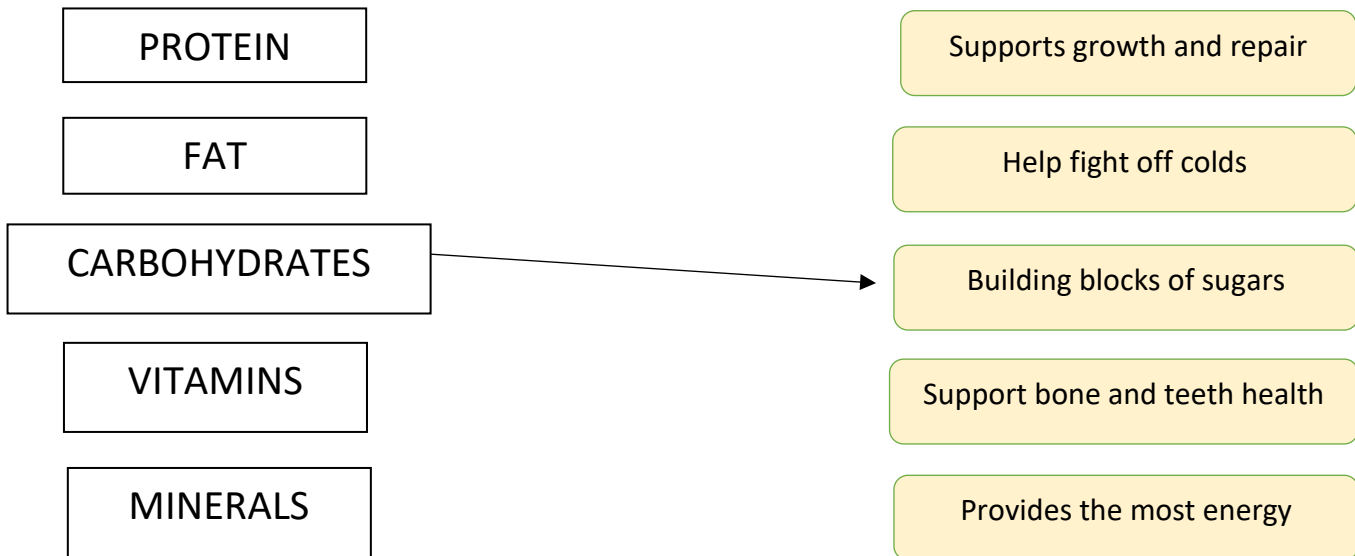 PROTEIN
Supports growth and repair
FAT
Help fight off colds
CARBOHYDRATES
Building blocks of sugars
VITAMINS
Support bone and teeth health
MINERALS
Provides the most energy